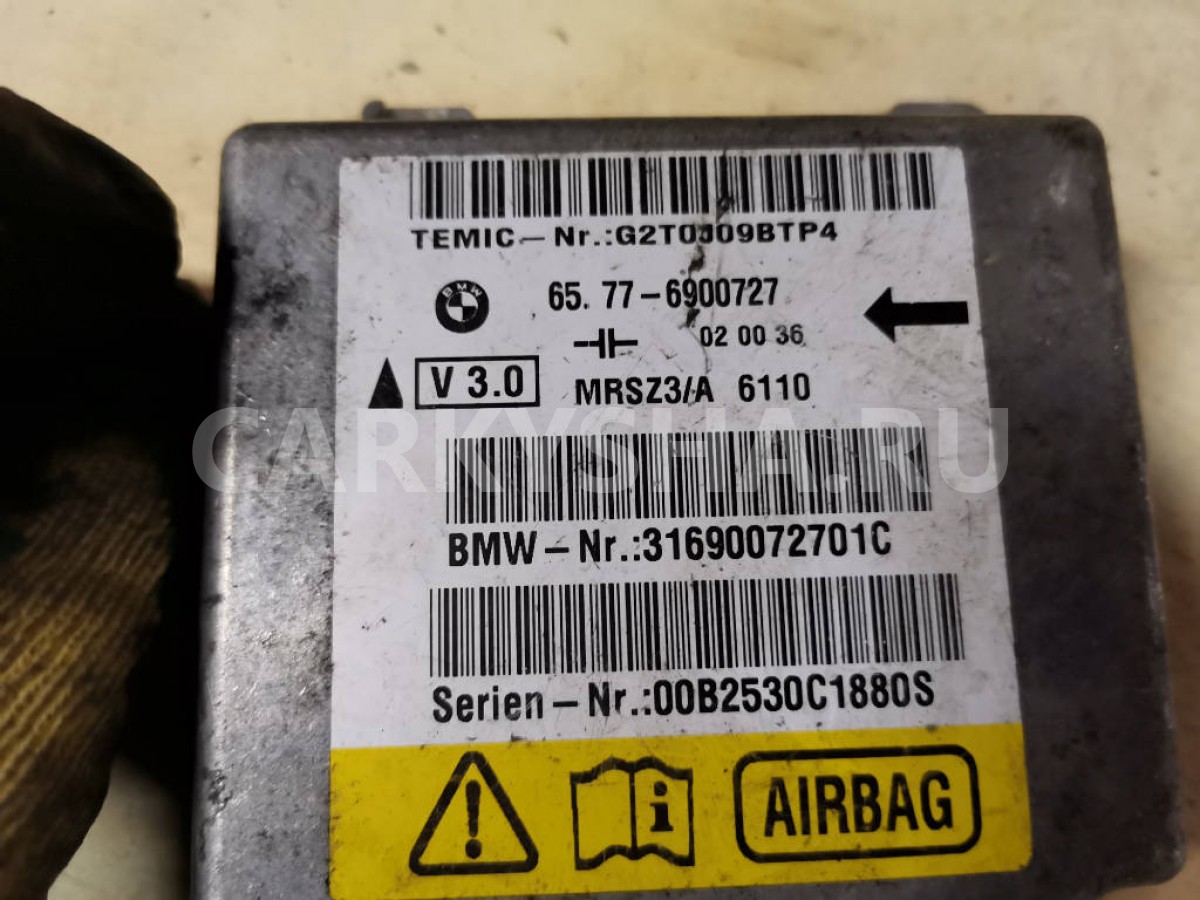 TEMIC-Nr.:G2T0J09BTP4
BMW
65.77-6900727
02 00 36
V 3.0
MRSZ3/A 6110
CARKYSHA.RU
BMW-Nr.:31690072701C
Serien-Nr.:00B2530C1880S
i
AIRBAG